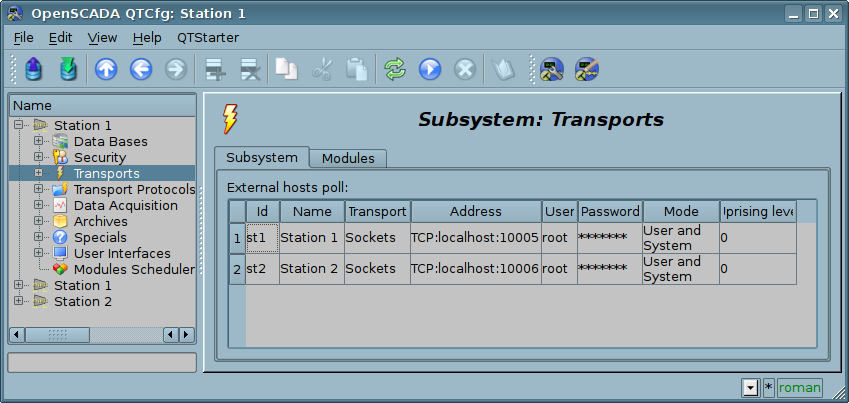 OpenSCADA QTCfg: Station 1
File Edit View Help QTStarter
Name
Station 1
Data Bases
Security
Transports
Transport Protocols
Data Acquisition
Archives
Specials
User Interfaces
Modules Scheduler
Station 1
Station 2
Subsystem: Transports
Subsystem Modules
External hosts poll:
Id Name Transport Address User Password Mode Iprising leve
1 st1 Station 1 Sockets TCP:localhost:10005 root ******* User and System 0
2 st2 Station 2 Sockets TCP:localhost:10006 root ******* User and System 0
* roman